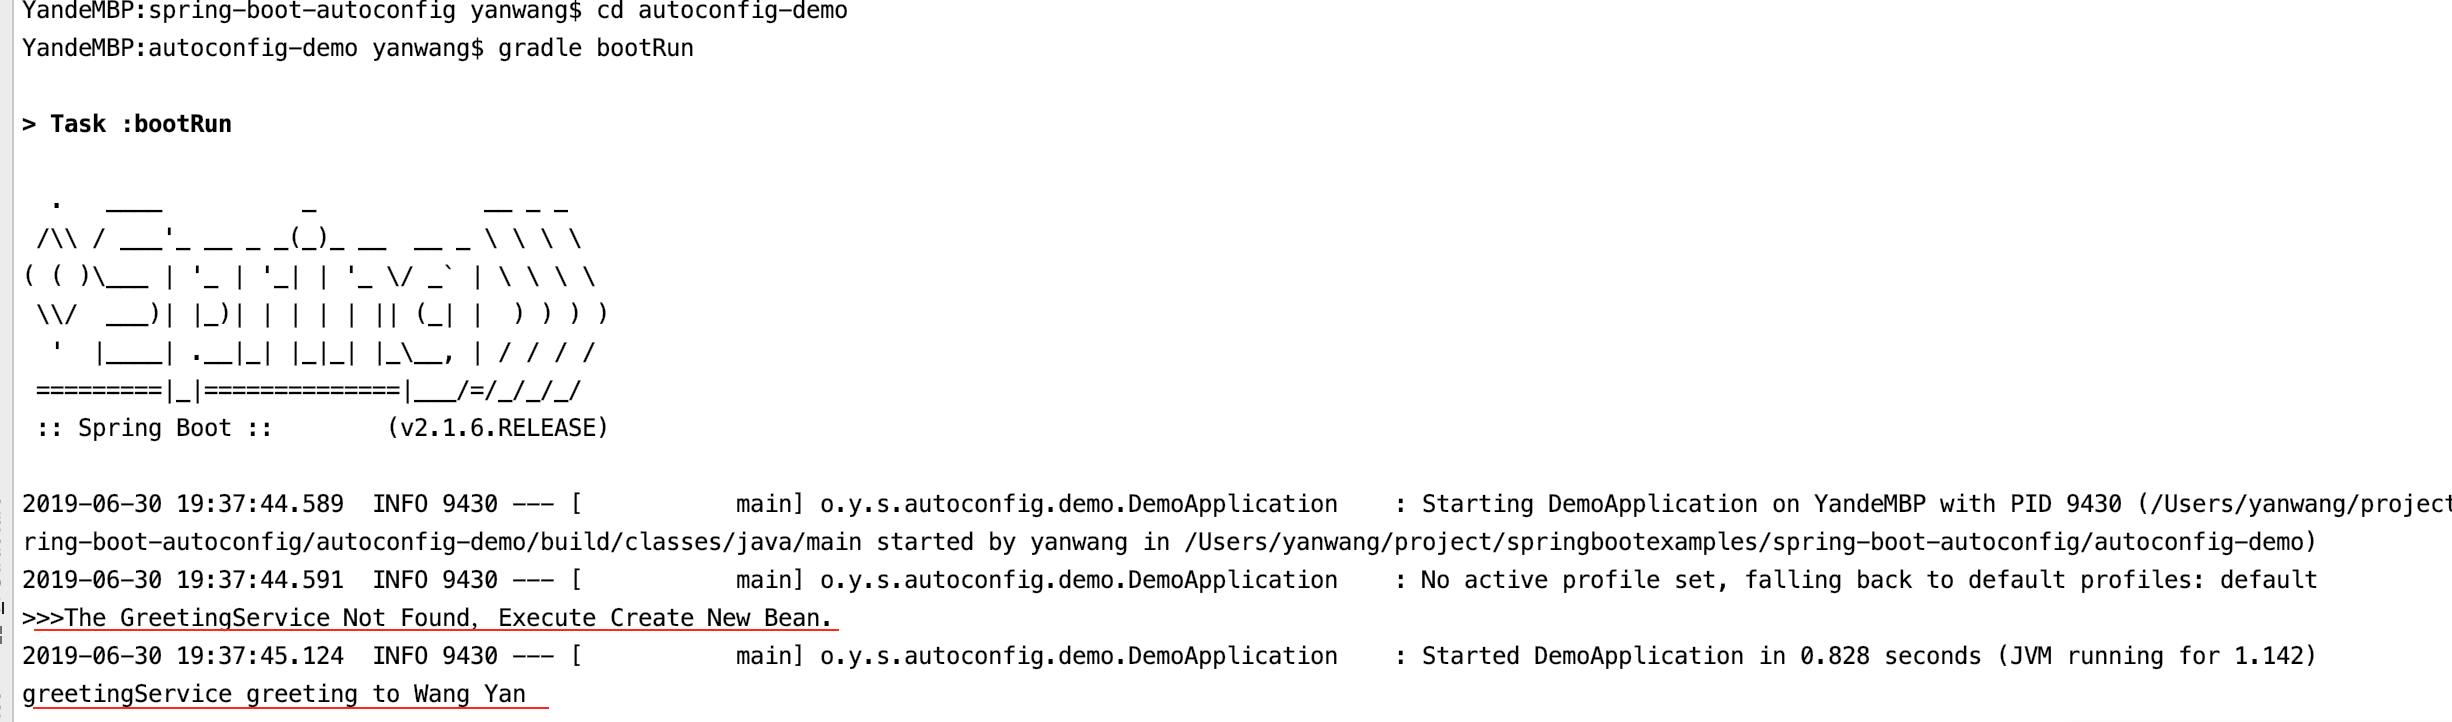 YandeMBP:spring-boot-autoconfig yanwang$ cd autoconfig-demo
YandeMBP:autoconfig-demo yanwang$ gradle bootRun
> Task :bootRun
  .   ____          _            __ _ _
 /\\ / ___'_ __ _ _(_)_ __  __ _ \ \ \ \
( ( )\___ | '_ | '_| | '_ \/ _` | \ \ \ \
 \\/  ___)| |_)| | | | | || (_| |  ) ) ) )
  '  |____| .__|_| |_|_| |_\__, | / / / /
 =========|_|==============|___/=/_/_/_/
 :: Spring Boot ::        (v2.1.6.RELEASE)
2019-06-30 19:37:44.589  INFO 9430 --- [           main] o.y.s.autoconfig.demo.DemoApplication    : Starting DemoApplication on YandeMBP with PID 9430 (/Users/yanwang/project
ring-boot-autoconfig/autoconfig-demo/build/classes/java/main started by yanwang in /Users/yanwang/project/springbootexamples/spring-boot-autoconfig/autoconfig-demo)
2019-06-30 19:37:44.591  INFO 9430 --- [           main] o.y.s.autoconfig.demo.DemoApplication    : No active profile set, falling back to default profiles: default
>>>The GreetingService Not Found, Execute Create New Bean.
2019-06-30 19:37:45.124  INFO 9430 --- [           main] o.y.s.autoconfig.demo.DemoApplication    : Started DemoApplication in 0.828 seconds (JVM running for 1.142)
greetingService greeting to Wang Yan